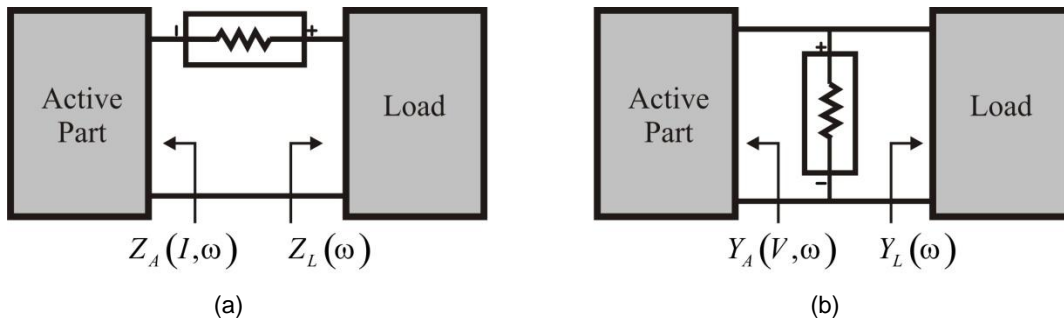 Active
Part
Load
I
+
Z_A(I,ω)
Z_L(ω)
(a)
Active
Part
Load
+
−
Y_A(V,ω)
Y_L(ω)
(b)